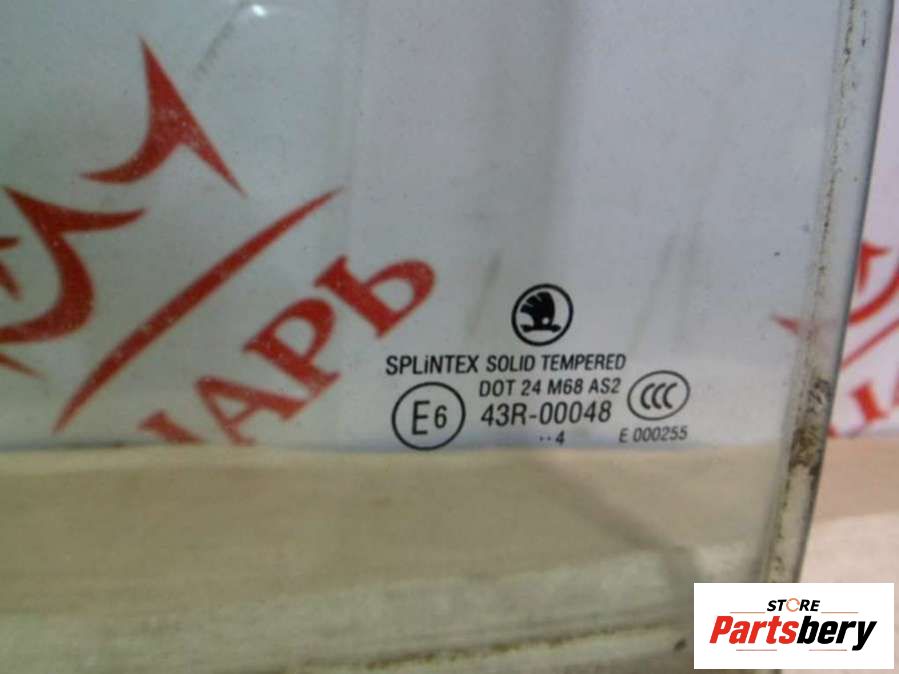 ЦАРЬ
SPLiNTEX SOLID TEMPERED
DOT 24 M68 AS2
E6 43R-00048 CCC
··4 E 000255
STORE
Partsbery